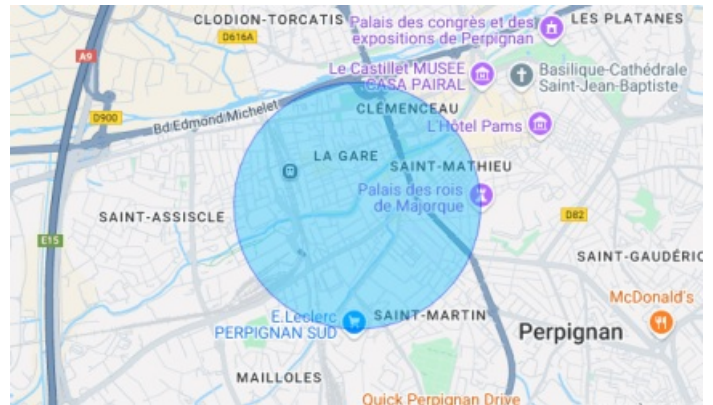 CLODION-TORCATIS
Palais des congrès et des
expositions de Perpignan
LES PLATANES
D616A
A9
Le Castillet MUSEE
CASA PAIRAL
Basilique-Cathédrale
Saint-Jean-Baptiste
D900
Bd Edmond Michelet
CLÉMENCEAU
L'Hôtel Pams
LA GARE
SAINT-MATHIEU
Palais des rois
de Majorque
SAINT-ASSISCLE
D82
E15
SAINT-GAUDÉRIC
McDonald's
E.Leclerc
PERPIGNAN SUD
SAINT-MARTIN
Perpignan
MAILLOLES
Quick Perpignan Drive